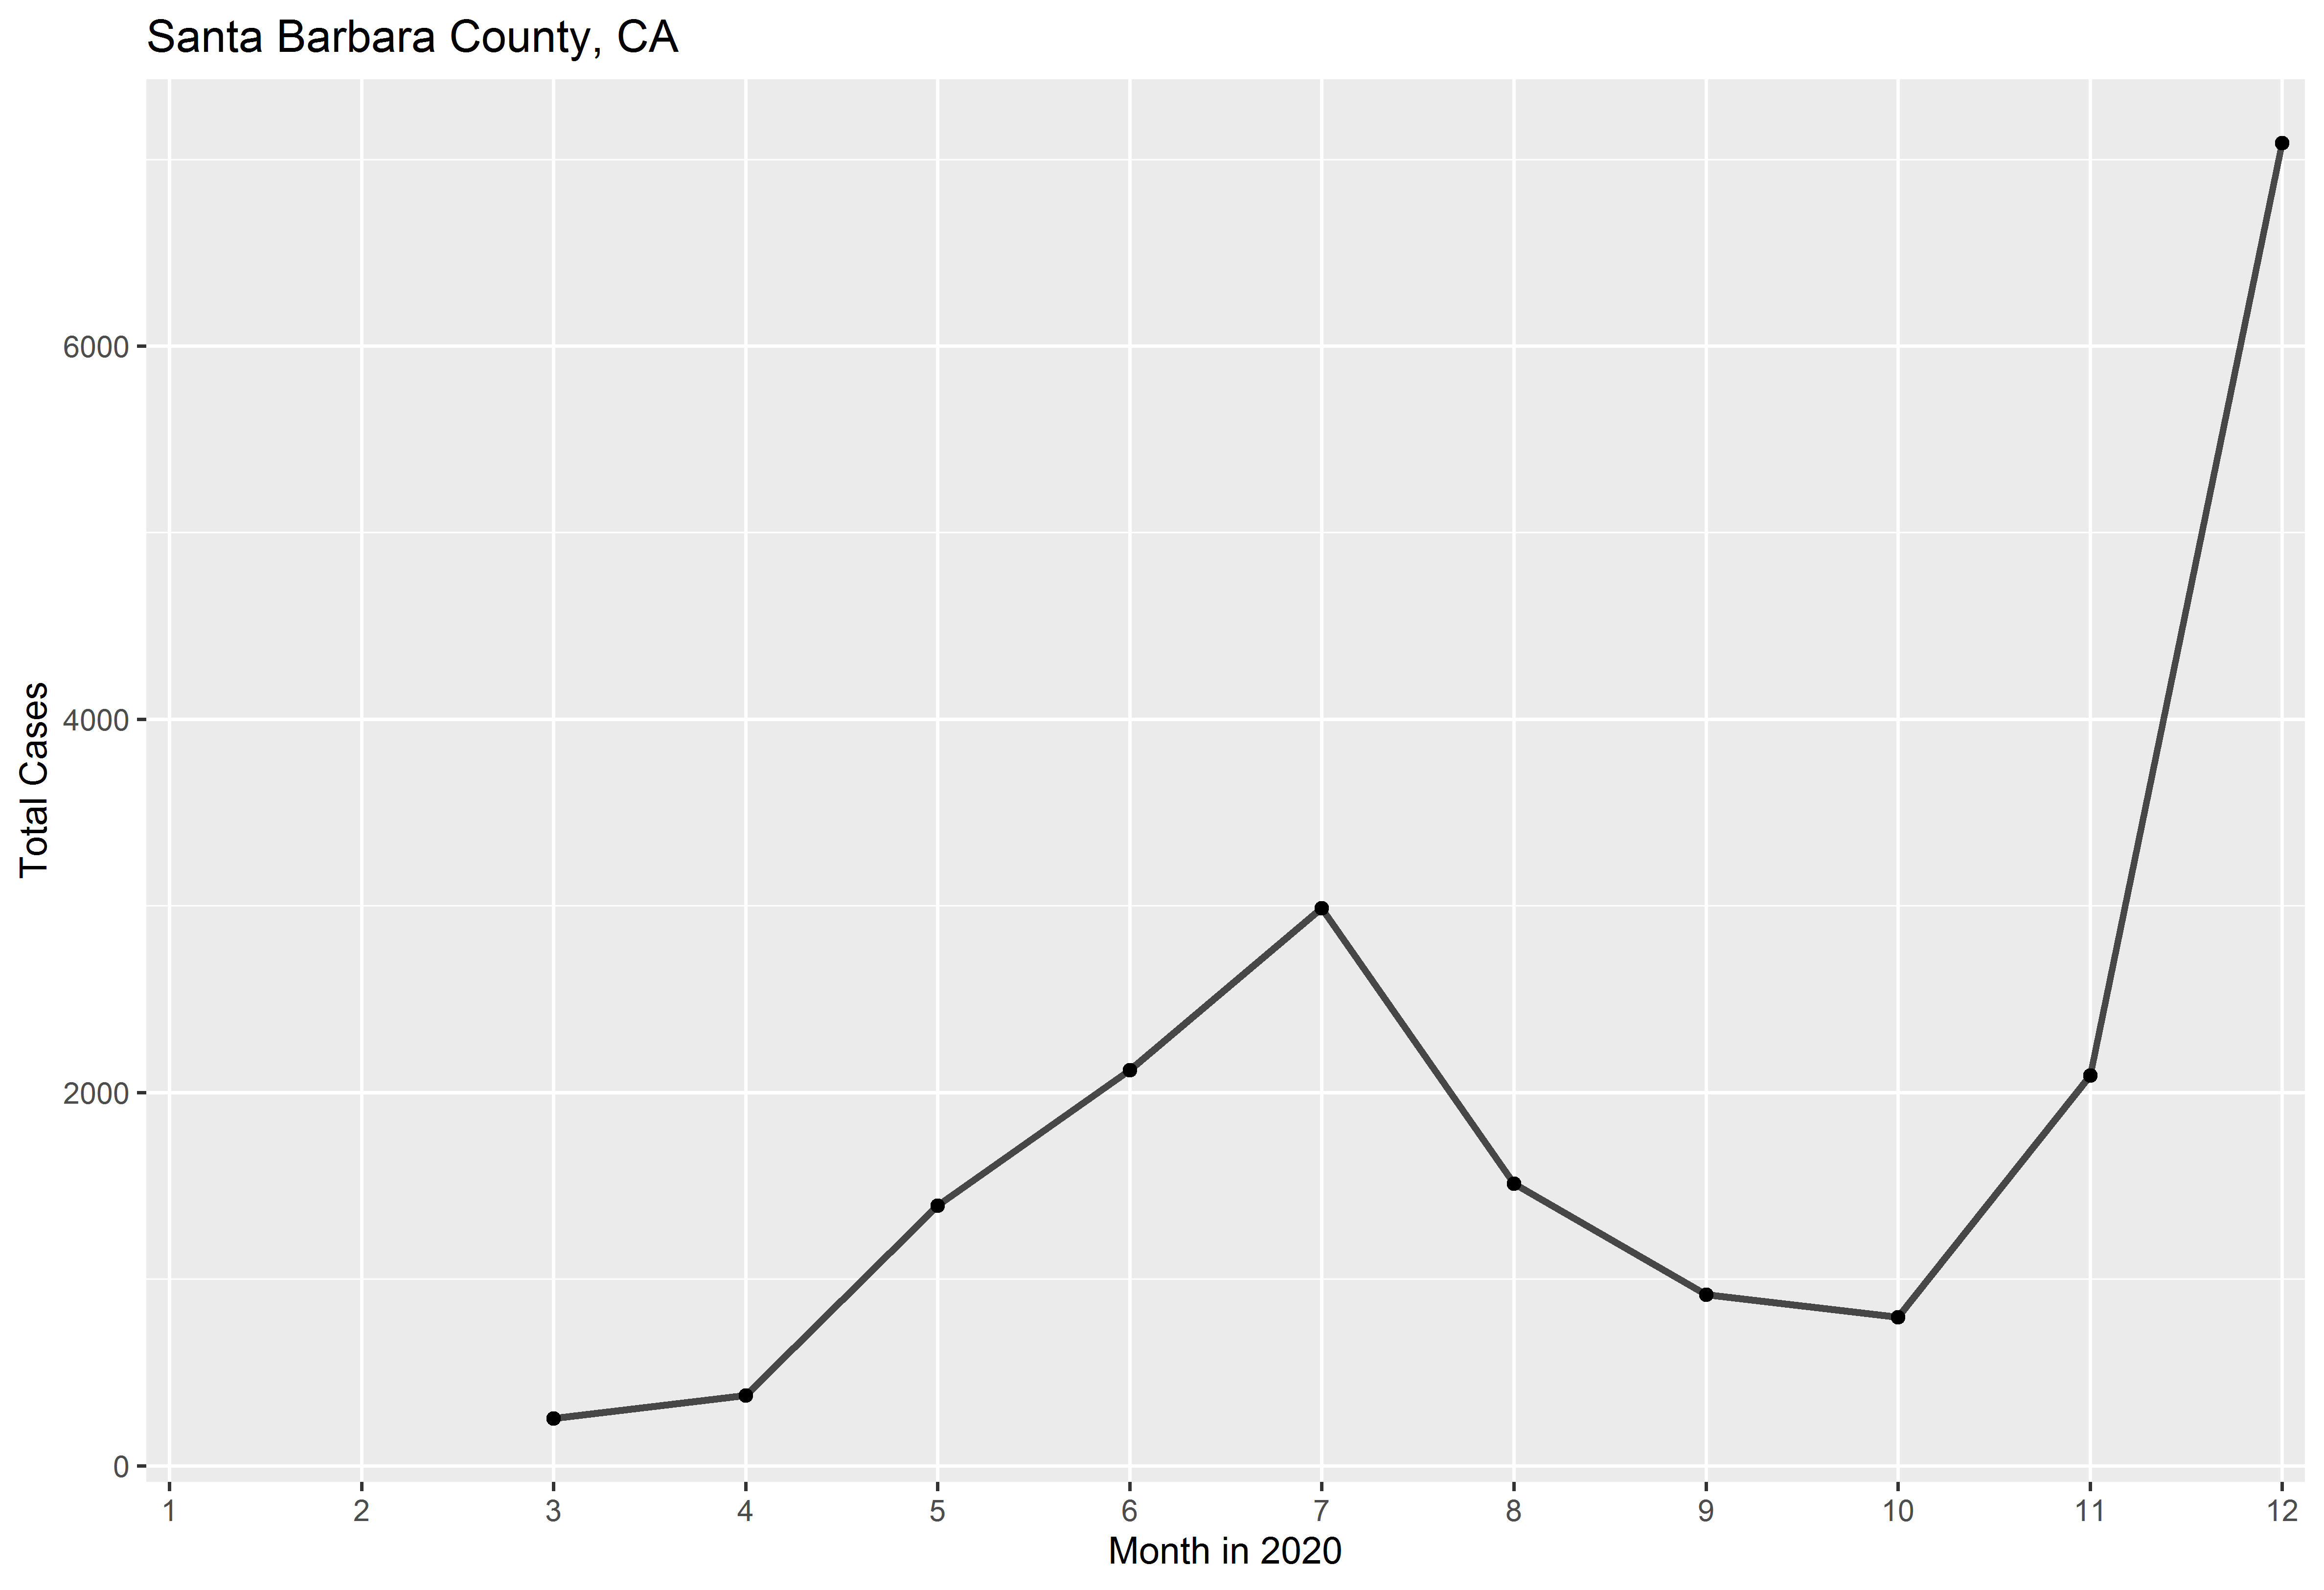 Santa Barbara County, CA
Total Cases
6000
4000
2000
0
1 2 3 4 5 6 7 8 9 10 11 12
Month in 2020